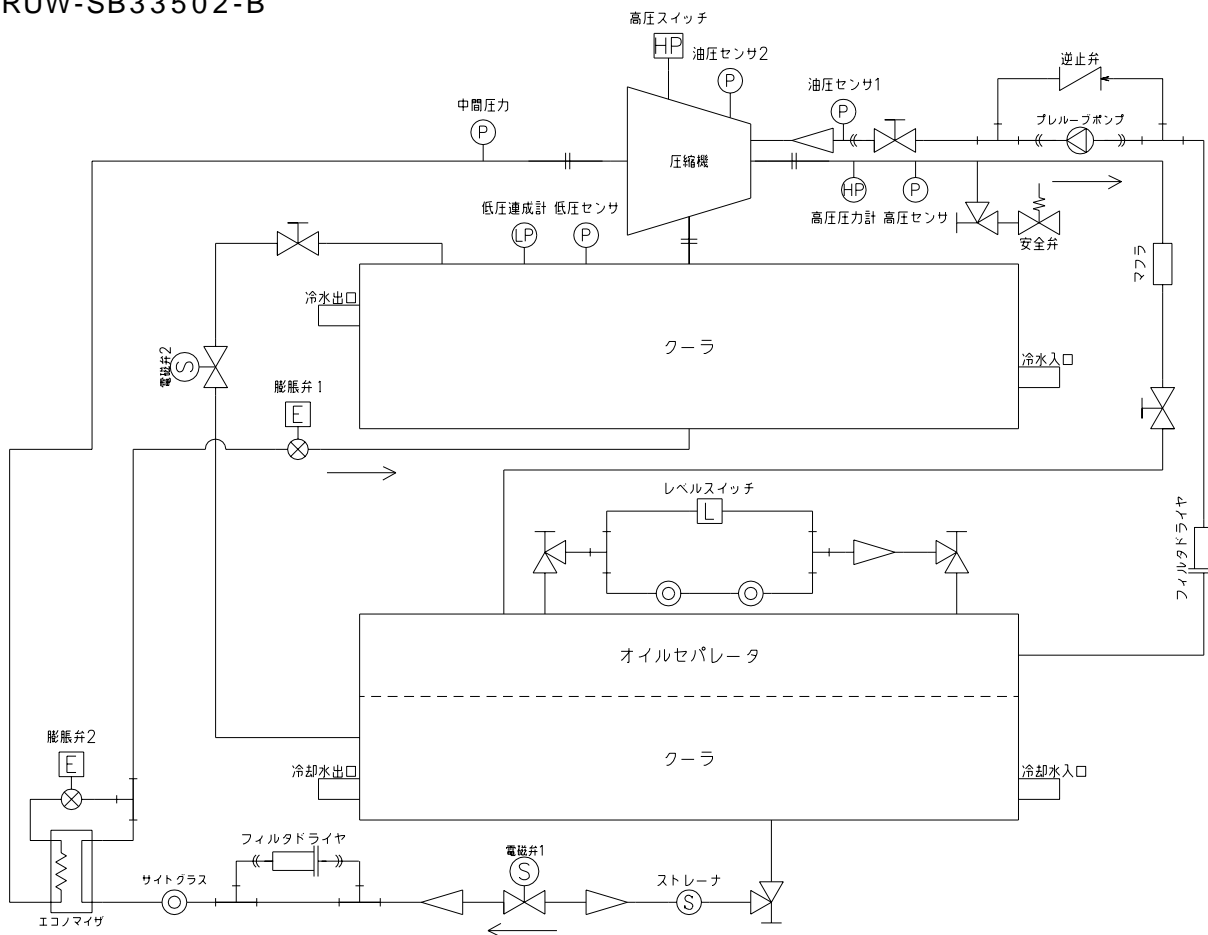 RUW-SB33502-B
高圧スイッチ
HP
油圧センサ2
P
逆止弁
油圧センサ1
P
中間圧力
P
プレルーブポンプ
圧縮機
HP
P
高圧圧力計 高圧センサ
安全弁
低圧連成計 低圧センサ
LP
P
マフラ
冷水出口
クーラ
冷水入口
電磁弁2
S
膨脹弁1
E
レベルスイッチ
L
フィルタドライヤ
オイルセパレータ
膨脹弁2
E
クーラ
冷却水出口
冷却水入口
フィルタドライヤ
電磁弁1
S
ストレーナ
S
サイトグラス
エコノマイザ